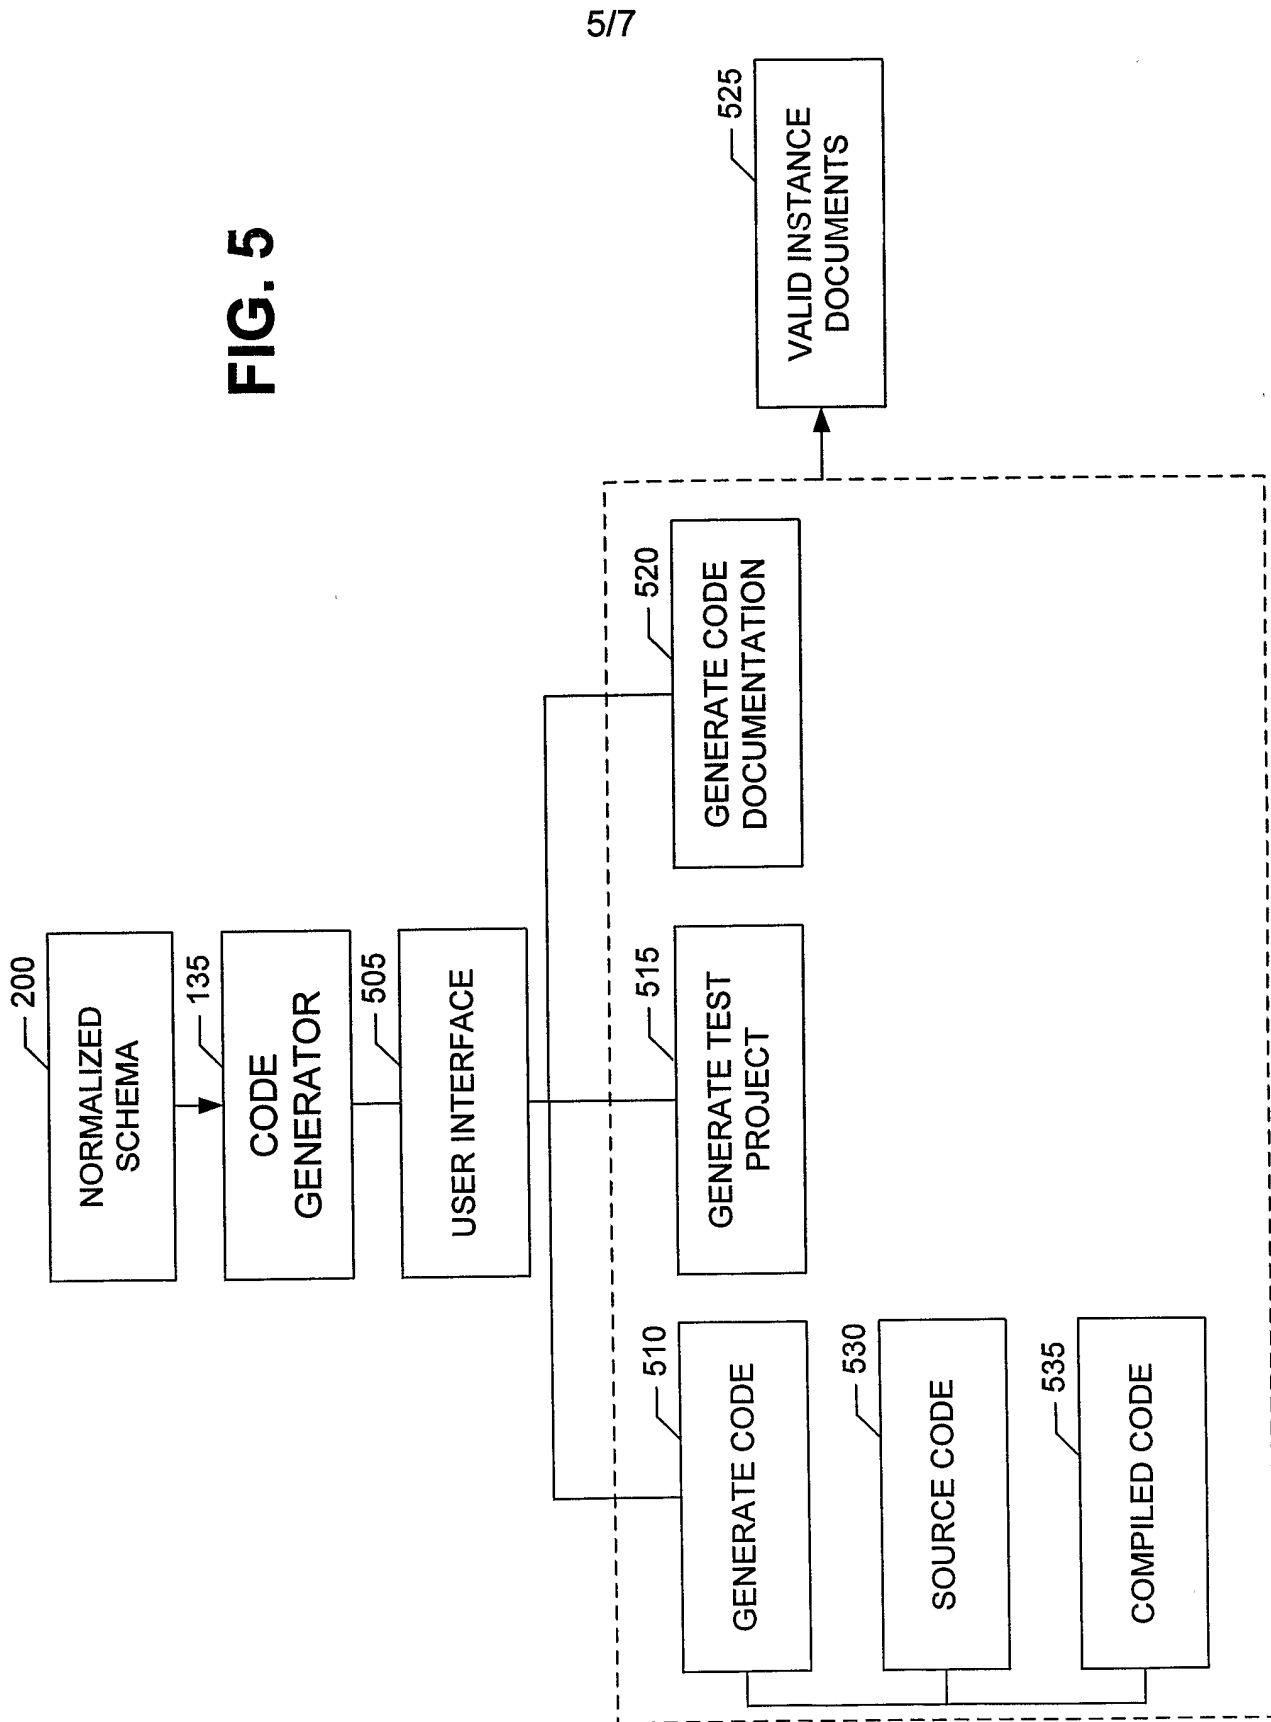 5/7
FIG. 5
200
NORMALIZED
SCHEMA
135
CODE
GENERATOR
505
USER INTERFACE
510
GENERATE CODE
515
GENERATE TEST
PROJECT
520
GENERATE CODE
DOCUMENTATION
525
VALID INSTANCE
DOCUMENTS
530
SOURCE CODE
535
COMPILED CODE